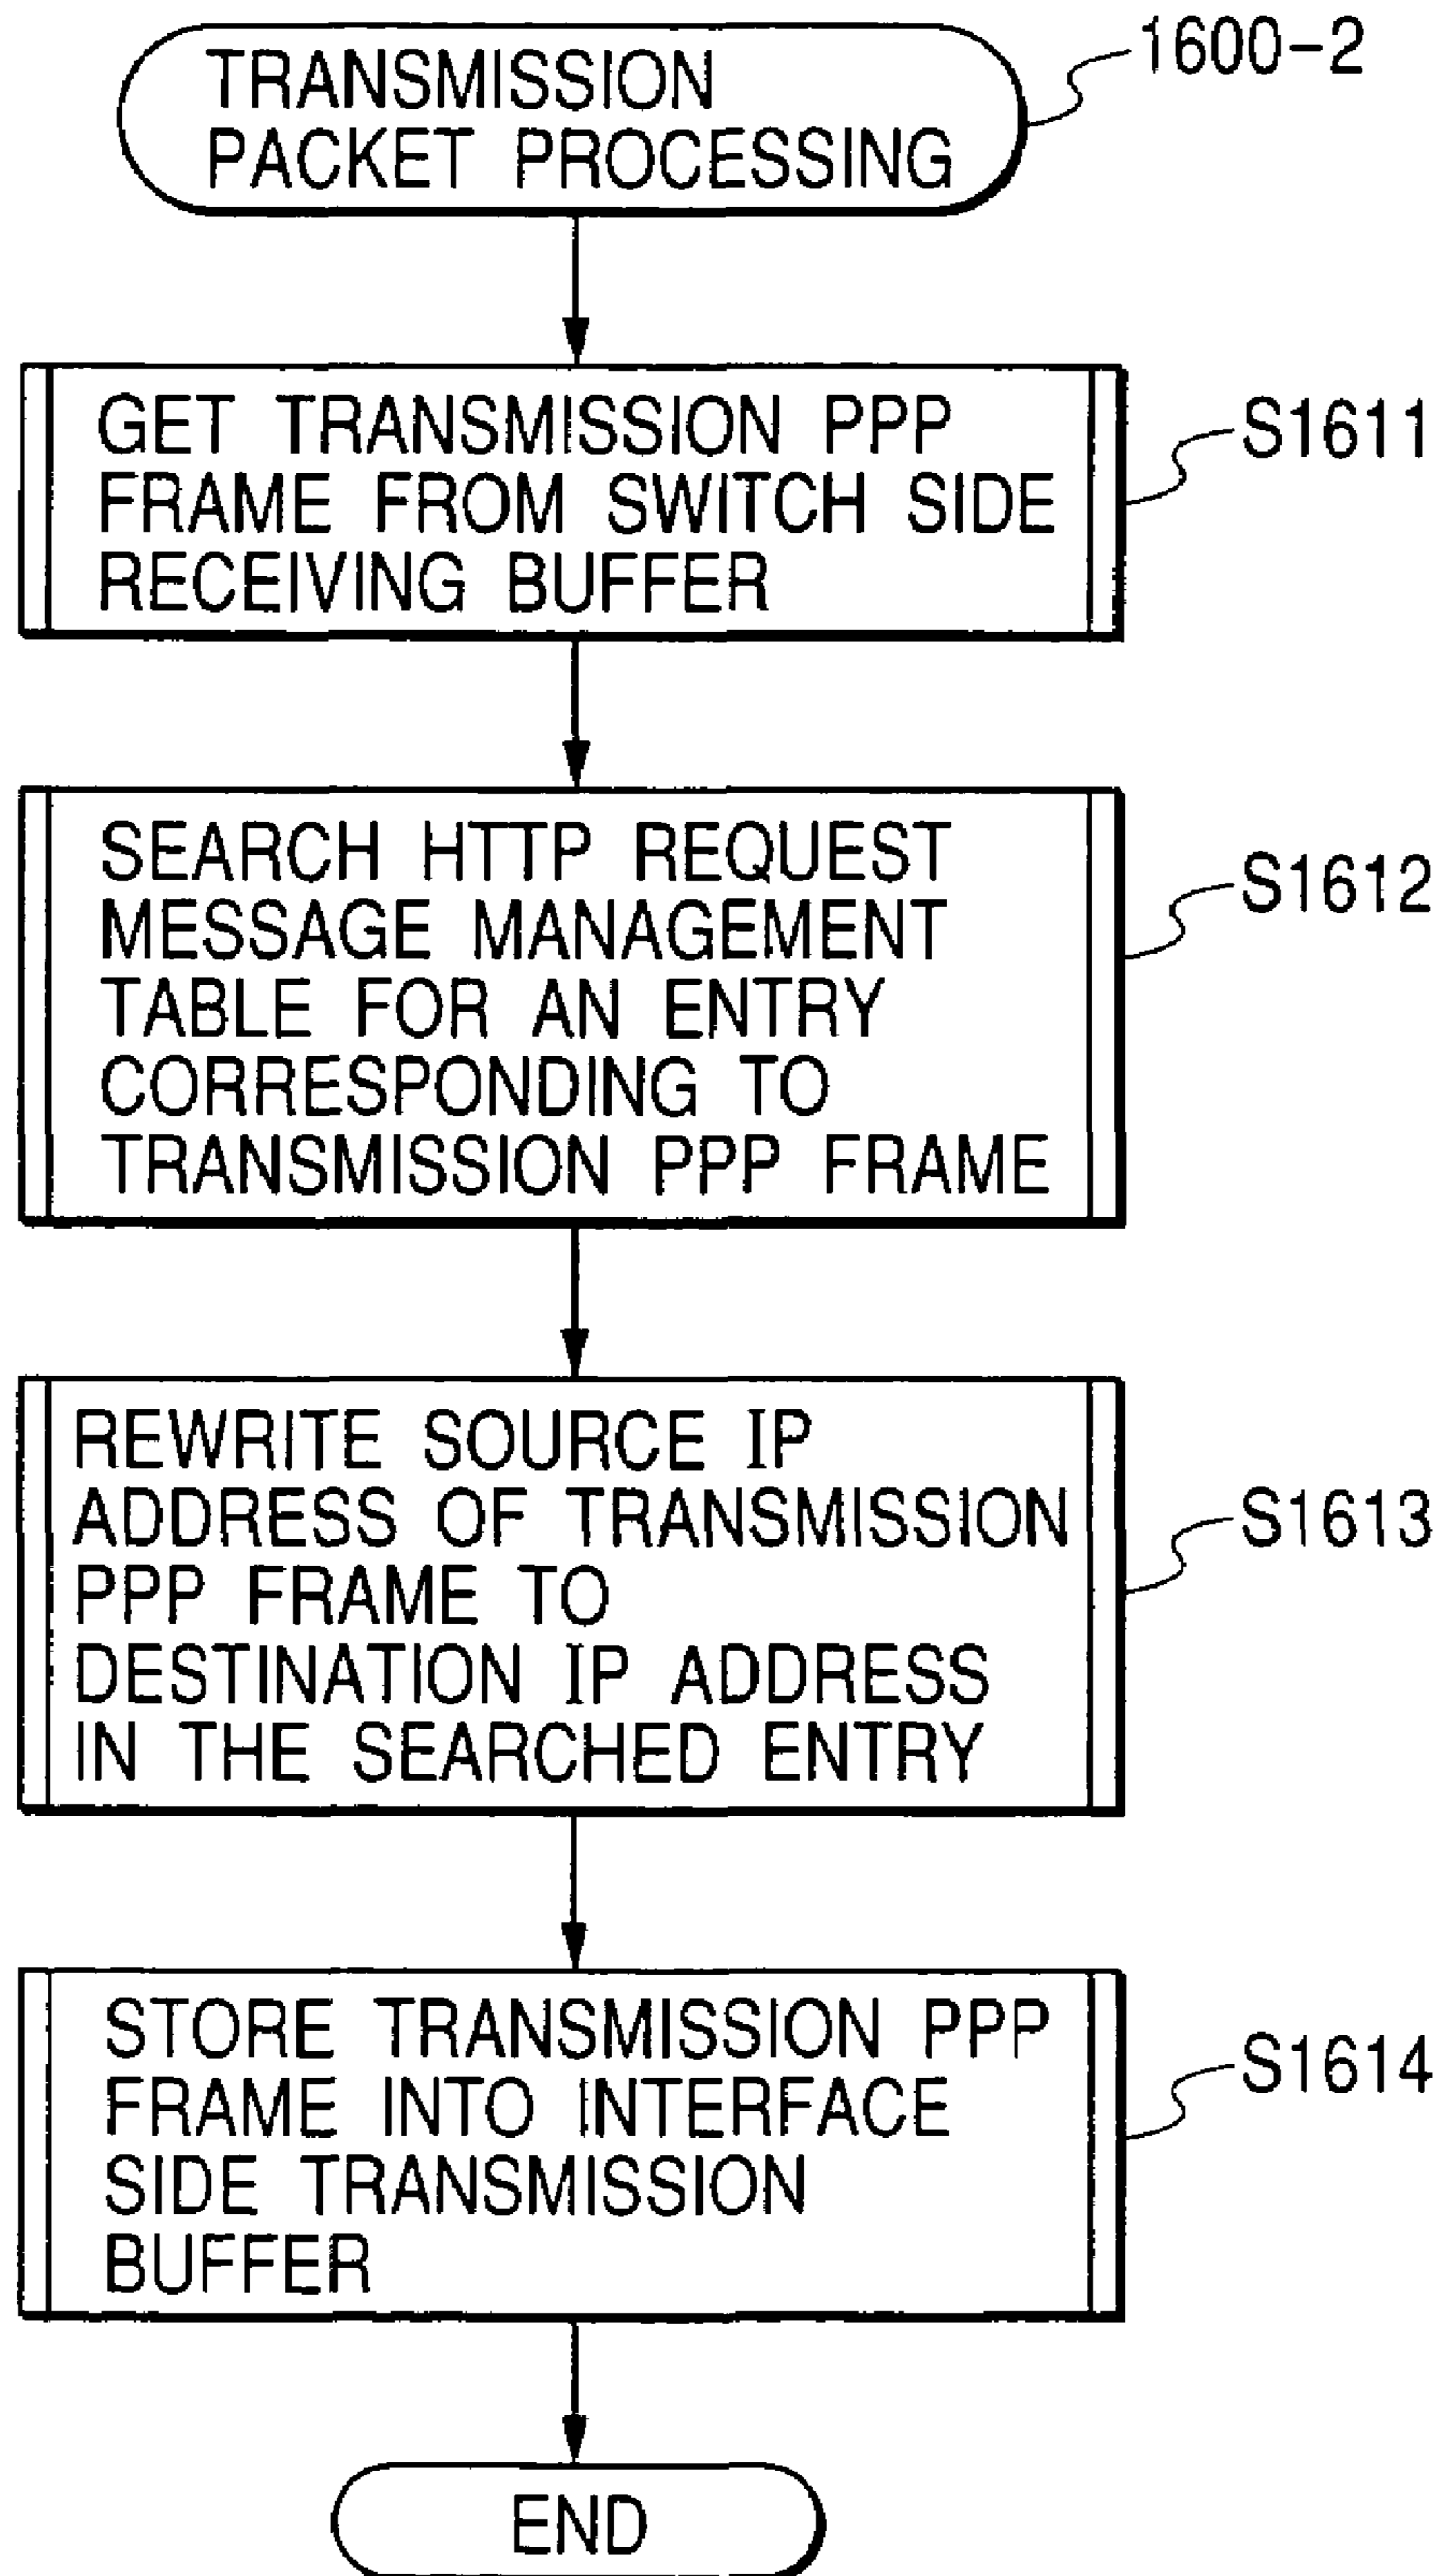 TRANSMISSION
PACKET PROCESSING
1600-2
GET TRANSMISSION PPP
FRAME FROM SWITCH SIDE
RECEIVING BUFFER
S1611
SEARCH HTTP REQUEST
MESSAGE MANAGEMENT
TABLE FOR AN ENTRY
CORRESPONDING TO
TRANSMISSION PPP FRAME
S1612
REWRITE SOURCE IP
ADDRESS OF TRANSMISSION
PPP FRAME TO
DESTINATION IP ADDRESS
IN THE SEARCHED ENTRY
S1613
STORE TRANSMISSION PPP
FRAME INTO INTERFACE
SIDE TRANSMISSION
BUFFER
S1614
END